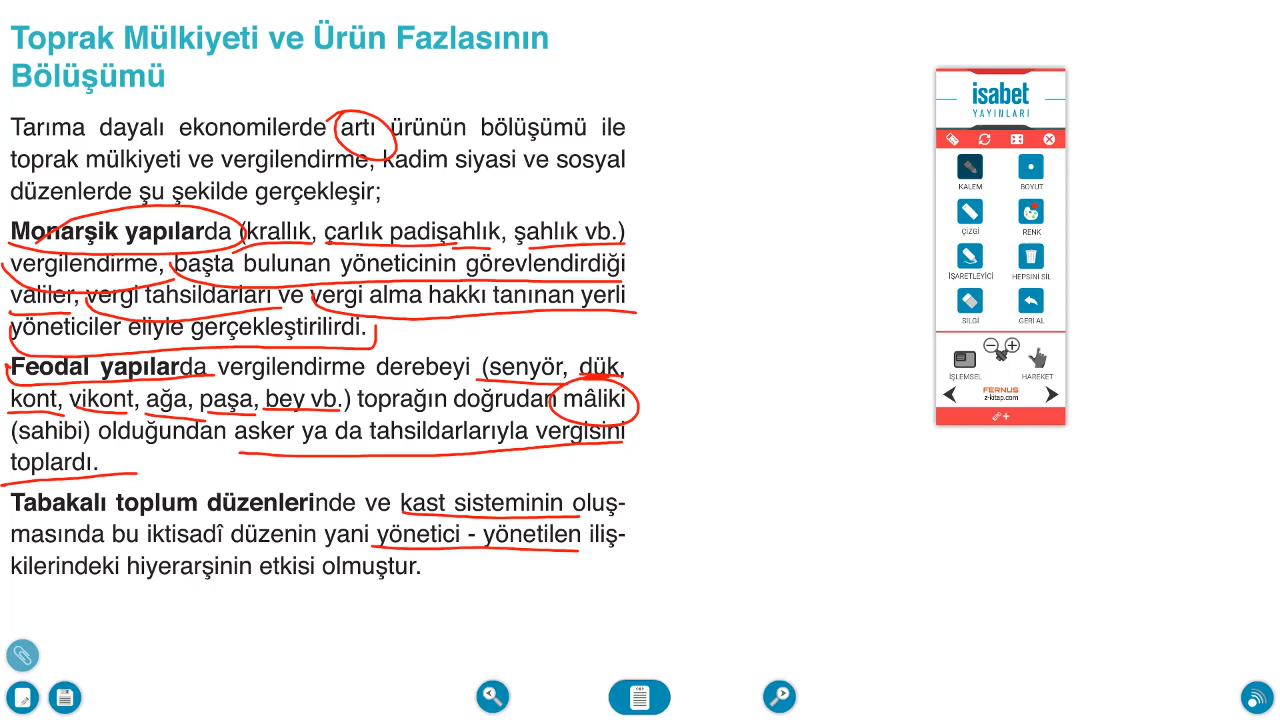 Toprak Mülkiyeti ve Ürün Fazlasının
Bölüşümü
Tarıma dayalı ekonomilerde artı ürünün bölüşümü ile
toprak mülkiyeti ve vergilendirme, kadim siyasi ve sosyal
düzenlerde şu şekilde gerçekleşir;
Monarşik yapılarda (krallık, çarlık padişahlık, şahlık vb.)
vergilendirme, başta bulunan yöneticinin görevlendirdiği
valiler, vergi tahsildarları ve vergi alma hakkı tanınan yerli
yöneticiler eliyle gerçekleştirilirdi.
Feodal yapılarda vergilendirme derebeyi (senyör, dük,
kont, vikont, ağa, paşa, bey vb.) toprağın doğrudan mâliki
(sahibi) olduğundan asker ya da tahsildarlarıyla vergisini
toplardı.
Tabakalı toplum düzenlerinde ve kast sisteminin oluş-
masında bu iktisadî düzenin yani yönetici - yönetilen iliş-
kilerindeki hiyerarşinin etkisi olmuştur.
isabet
YAYINLARI
KALEM
BOYUT
ÇİZGİ
RENK
İŞARETLEYİCİ
HEPSİNİ SİL
SİLGİ
GERİ AL
İŞLEMSEL
HAREKET
FERNUS
z-kitap.com